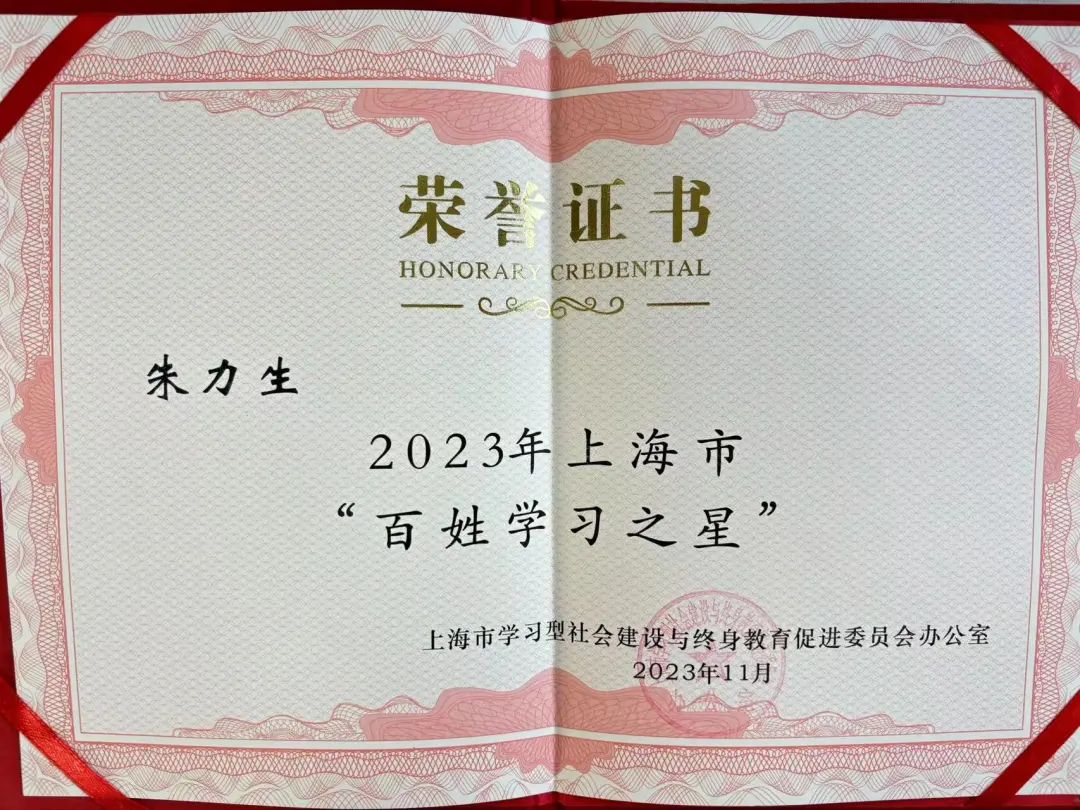 荣誉证书
HONORARY CREDENTIAL
朱力生
2023年上海市
“百姓学习之星”
上海市学习型社会建设与终身教育促进委员会办公室
2023年11月